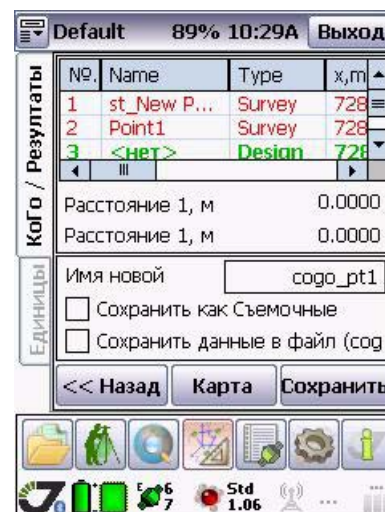 Default 89% 10:29A Выход
КоГо / Результаты
Единицы
№. Name Type x,m
1 st_New P... Survey 728
2 Point1 Survey 728
3 <нет> Design 728
Расстояние 1, м 0.0000
Расстояние 1, м 0.0000
Имя новой cogo_pt1
Сохранить как Съемочные
Сохранить данные в файл (cog
<< Назад Карта Сохранить
6
7
Std
1.06
...